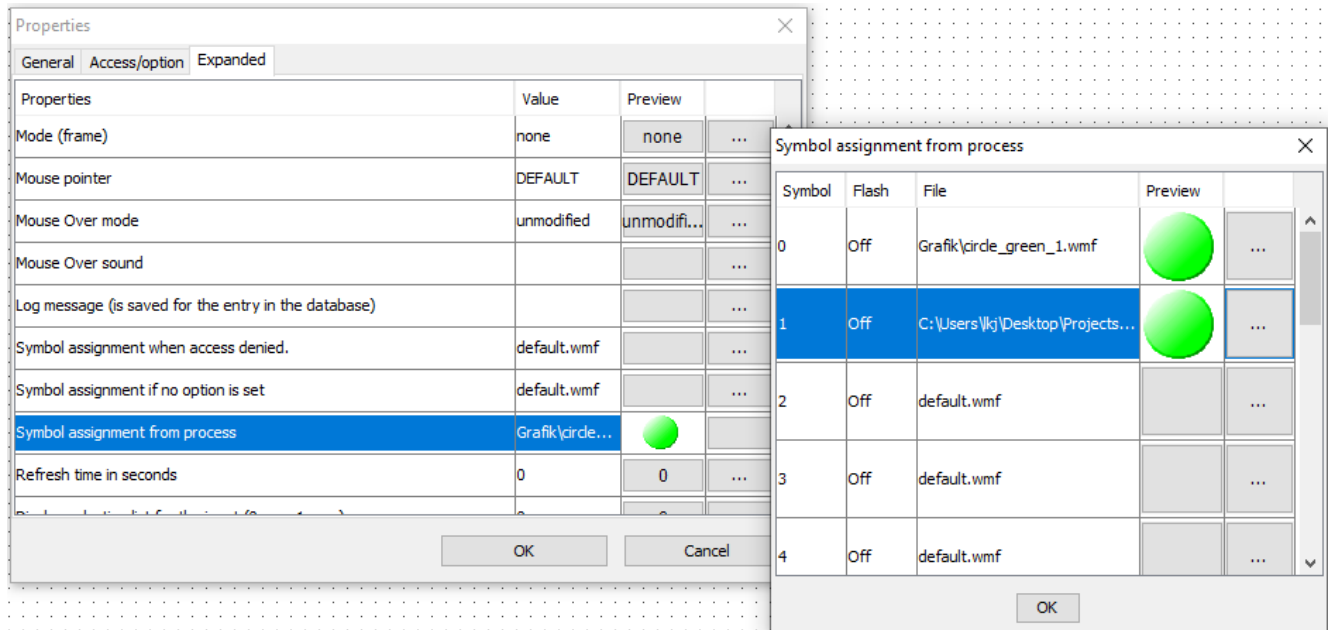 Properties
General Access/option Expanded
Properties Value Preview
Mode (frame) none none ...
Mouse pointer DEFAULT DEFAULT ...
Mouse Over mode unmodified unmodifi... ...
Mouse Over sound ...
Log message (is saved for the entry in the database) ...
Symbol assignment when access denied. default.wmf ...
Symbol assignment if no option is set default.wmf ...
Symbol assignment from process Grafik\circle...
Refresh time in seconds 0 0 ...
OK Cancel
Symbol assignment from process
Symbol Flash File Preview
0 Off Grafik\circle_green_1.wmf ...
1 Off C:\Users\lkj\Desktop\Projects... ...
2 Off default.wmf ...
3 Off default.wmf ...
4 Off default.wmf ...
OK